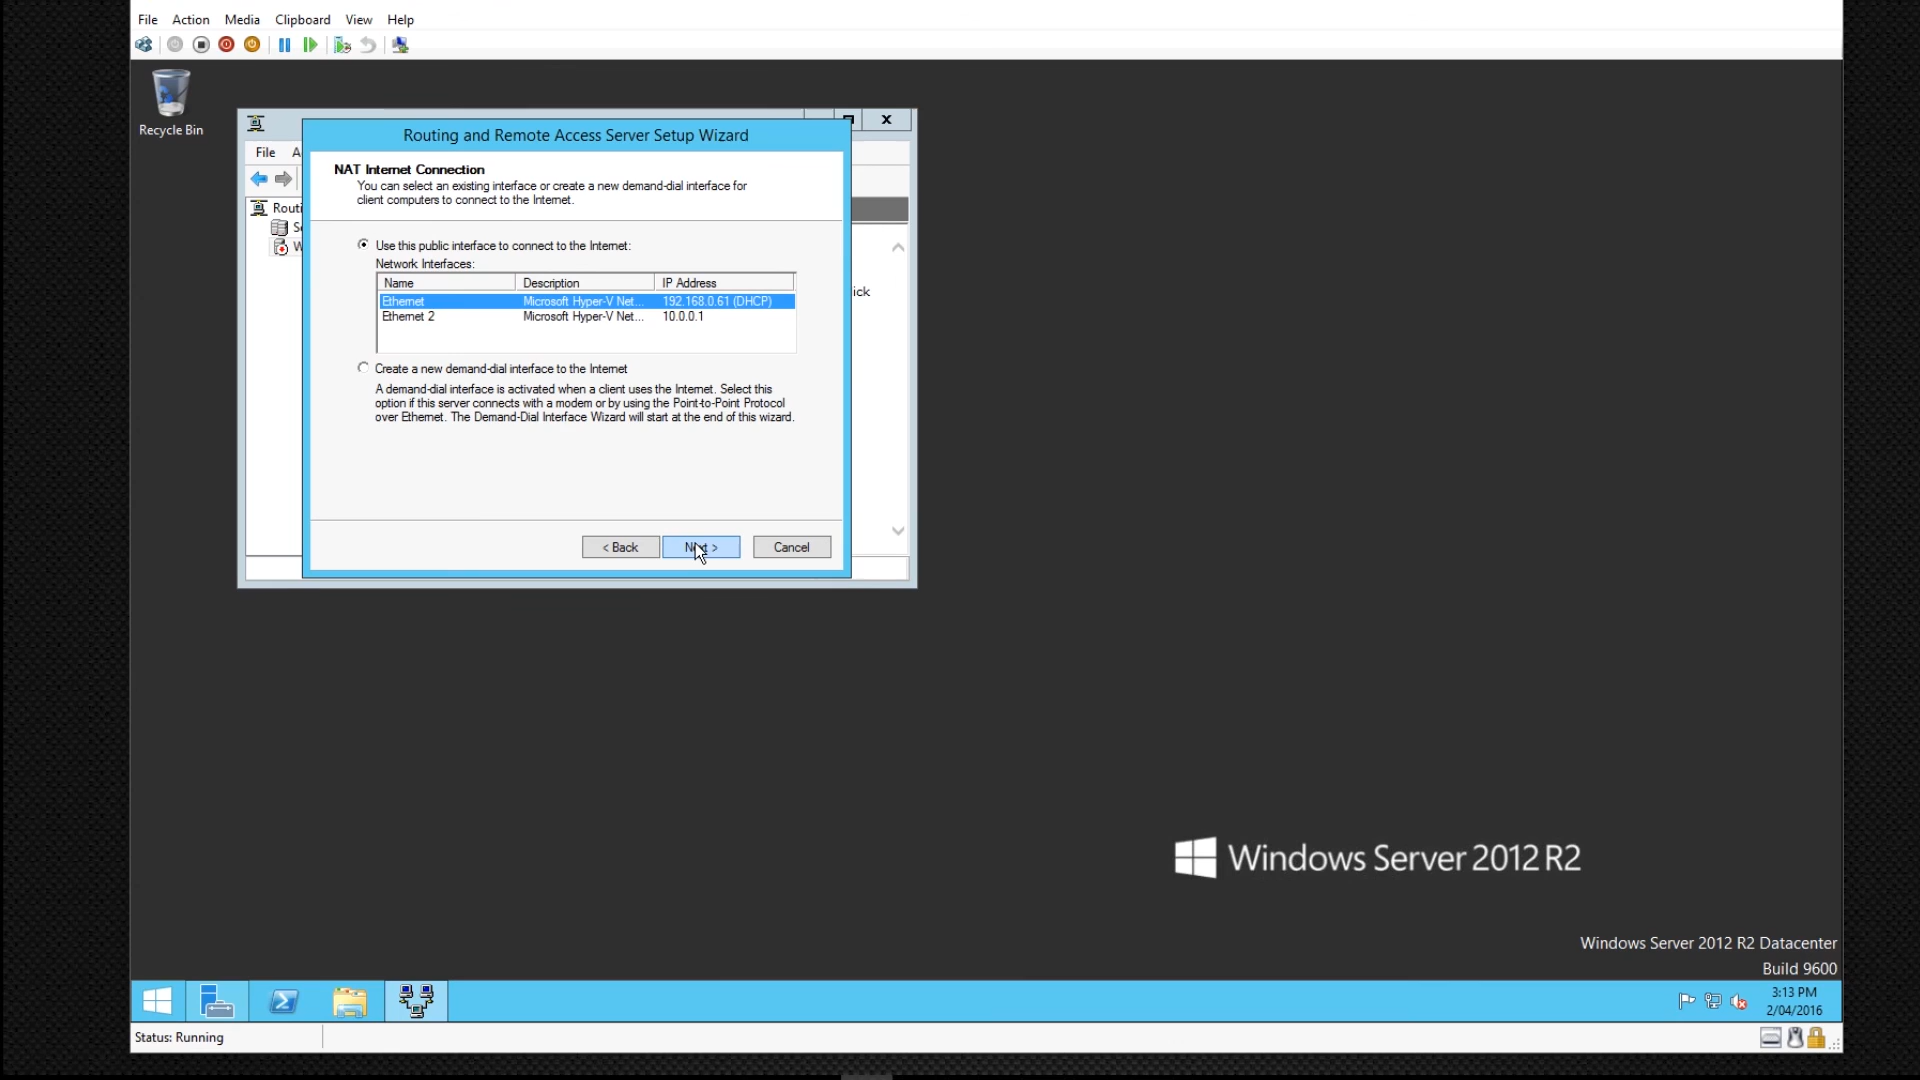 File Action Media Clipboard View Help
Recycle Bin
Routing and Remote Access Server Setup Wizard
File
NAT Internet Connection
You can select an existing interface or create a new demand-dial interface for
client computers to connect to the Internet.
Routi
Use this public interface to connect to the Internet:
Network Interfaces:
Name Description IP Address
Ethernet Microsoft Hyper-V Net... 192.168.0.61 (DHCP)
Ethernet 2 Microsoft Hyper-V Net... 10.0.0.1
ick
Create a new demand-dial interface to the Internet
A demand-dial interface is activated when a client uses the Internet. Select this
option if this server connects with a modem or by using the Point-to-Point Protocol
over Ethernet. The Demand-Dial Interface Wizard will start at the end of this wizard.
< Back Next > Cancel
Windows Server 2012 R2
Windows Server 2012 R2 Datacenter
Build 9600
3:13 PM
2/04/2016
Status: Running